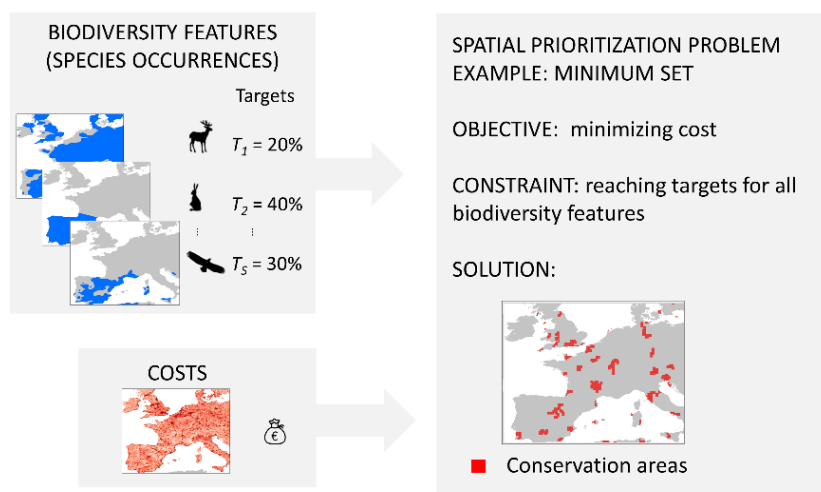 BIODIVERSITY FEATURES
(SPECIES OCCURRENCES)
Targets
T1 = 20%
T2 = 40%
TS = 30%
COSTS
€
SPATIAL PRIORITIZATION PROBLEM
EXAMPLE: MINIMUM SET
OBJECTIVE: minimizing cost
CONSTRAINT: reaching targets for all
biodiversity features
SOLUTION:
Conservation areas